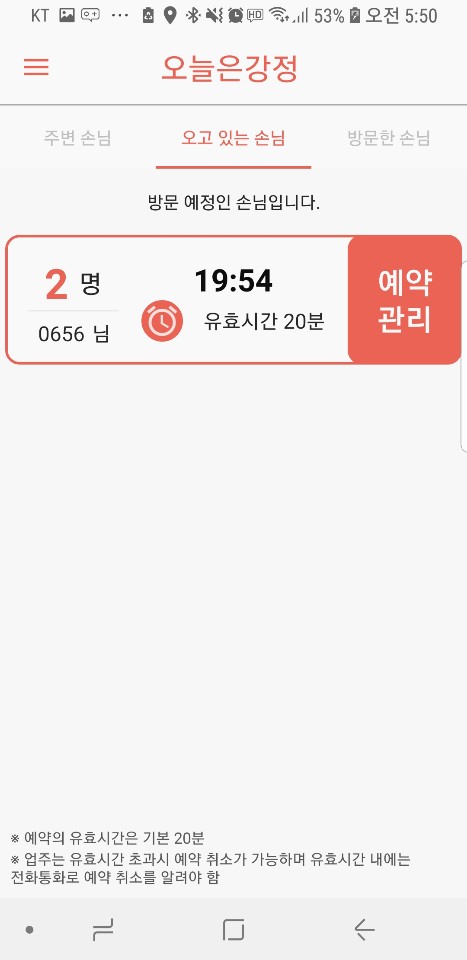 KT ... HD 53% 오전 5:50
오늘은강정
주변 손님 오고 있는 손님 방문한 손님
방문 예정인 손님입니다.
2 명 19:54 예약
0656 님 유효시간 20분 관리
※ 예약의 유효시간은 기본 20분
※ 업주는 유효시간 초과시 예약 취소가 가능하며 유효시간 내에는
전화통화로 예약 취소를 알려야 함